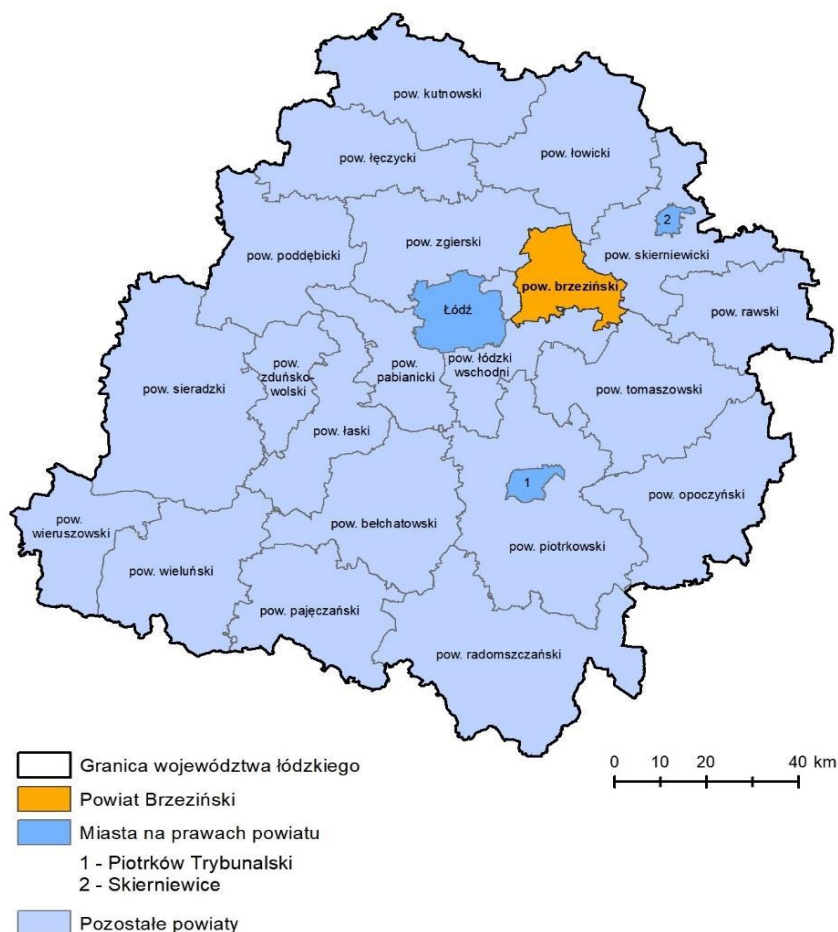 pow. kutnowski
pow. łowicki
pow. łęczycki
2
pow. zgierski
pow. skierniewicki
pow. poddębicki
pow. brzeziński
Łódź
pow. rawski
pow.
zduńsko-
wolski
pow.
pabianicki
pow. łódzki
wschodni
pow. sieradzki
pow. tomaszowski
pow. łaski
1
pow. opoczyński
pow.
wieruszowski
pow. bełchatowski
pow. piotrkowski
pow. wieluński
pow. pajęczański
pow. radomszczański
0 10 20 40 km
Granica województwa łódzkiego
Powiat Brzeziński
Miasta na prawach powiatu
1 - Piotrków Trybunalski
2 - Skierniewice
Pozostałe powiaty